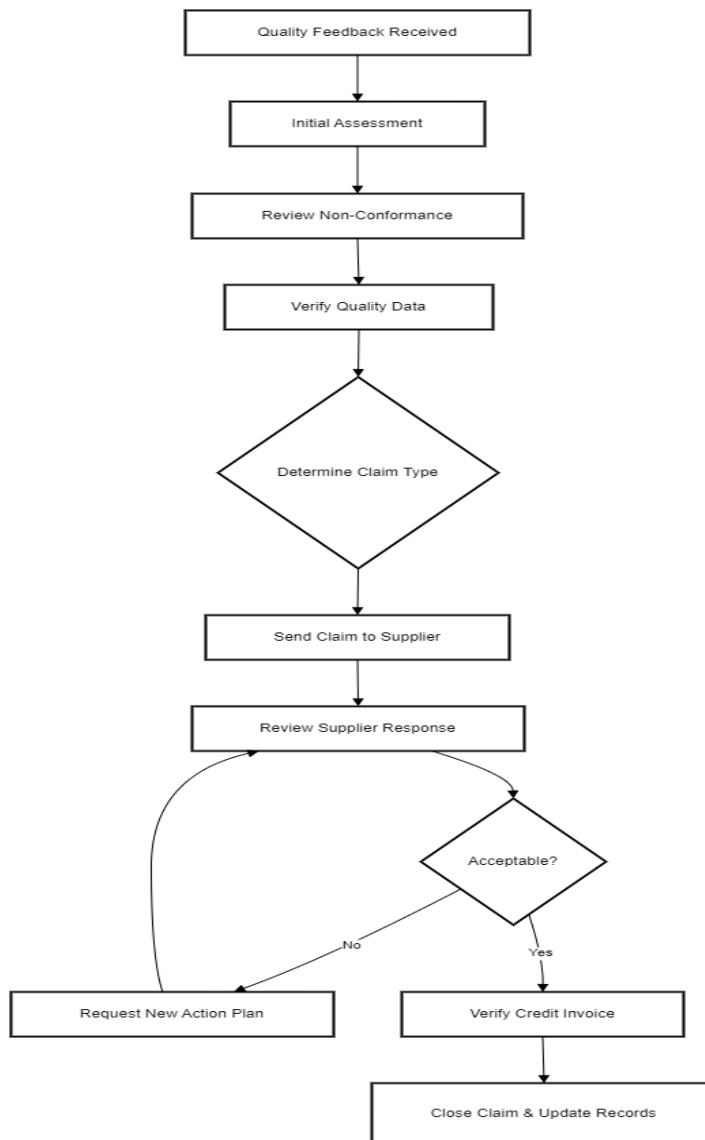 Quality Feedback Received
Initial Assessment
Review Non-Conformance
Verify Quality Data
Determine Claim Type
Send Claim to Supplier
Review Supplier Response
Acceptable?
No
Yes
Request New Action Plan
Verify Credit Invoice
Close Claim & Update Records